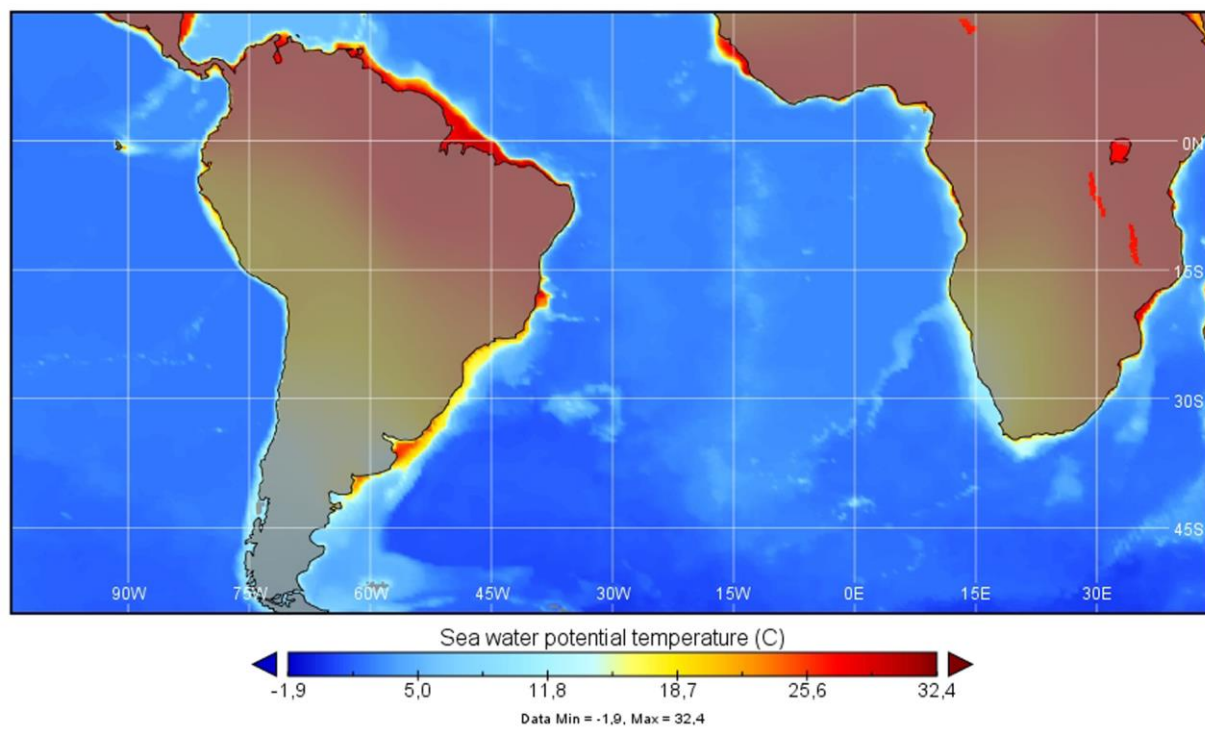 0N
15S
30S
45S
90W 75W 60W 45W 30W 15W 0E 15E 30E
Sea water potential temperature (C)
-1,9 5,0 11,8 18,7 25,6 32,4
Data Min = -1,9, Max = 32,4